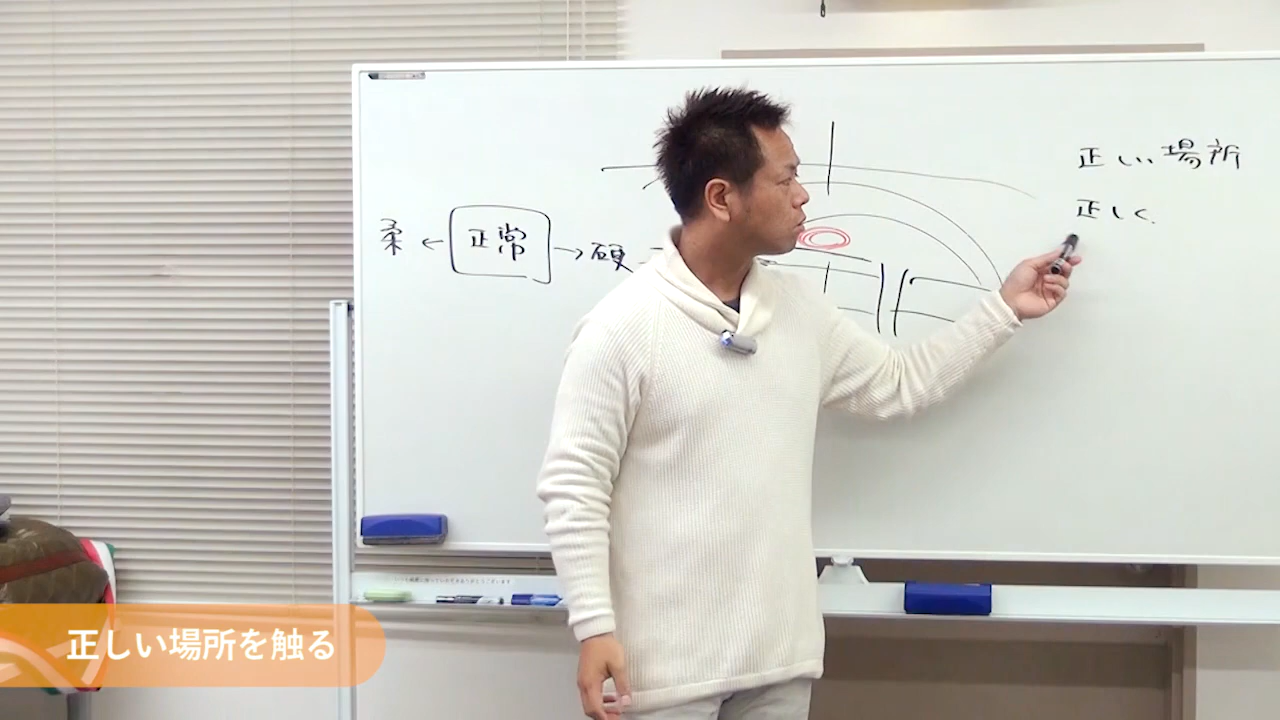 正しい場所
正しく
柔 ← 正常 → 硬
正しい場所を触る